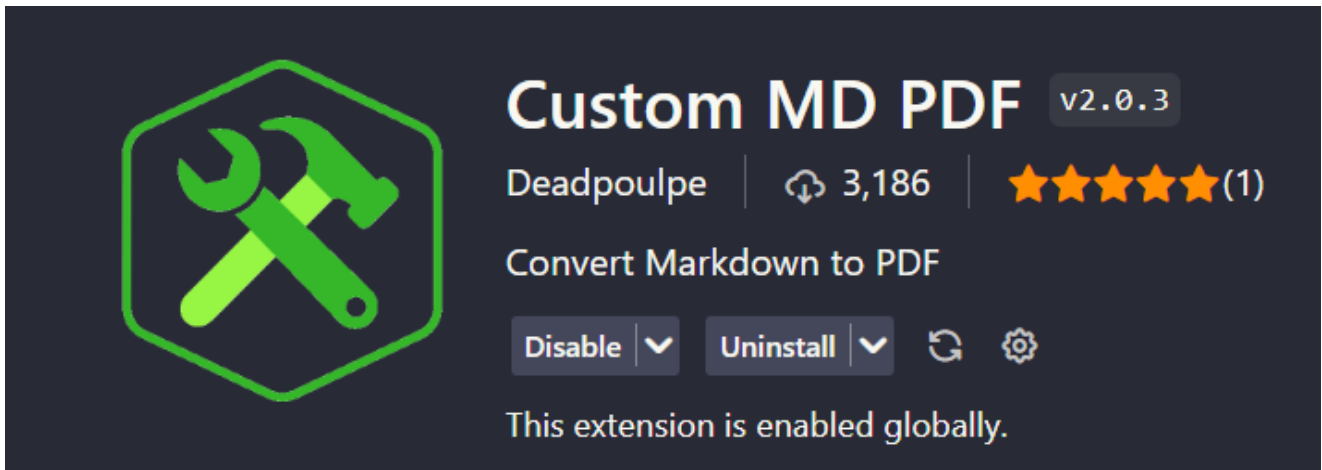 Custom MD PDF v2.0.3
Deadpoulpe 3,186 (1)
Convert Markdown to PDF
Disable Uninstall
This extension is enabled globally.